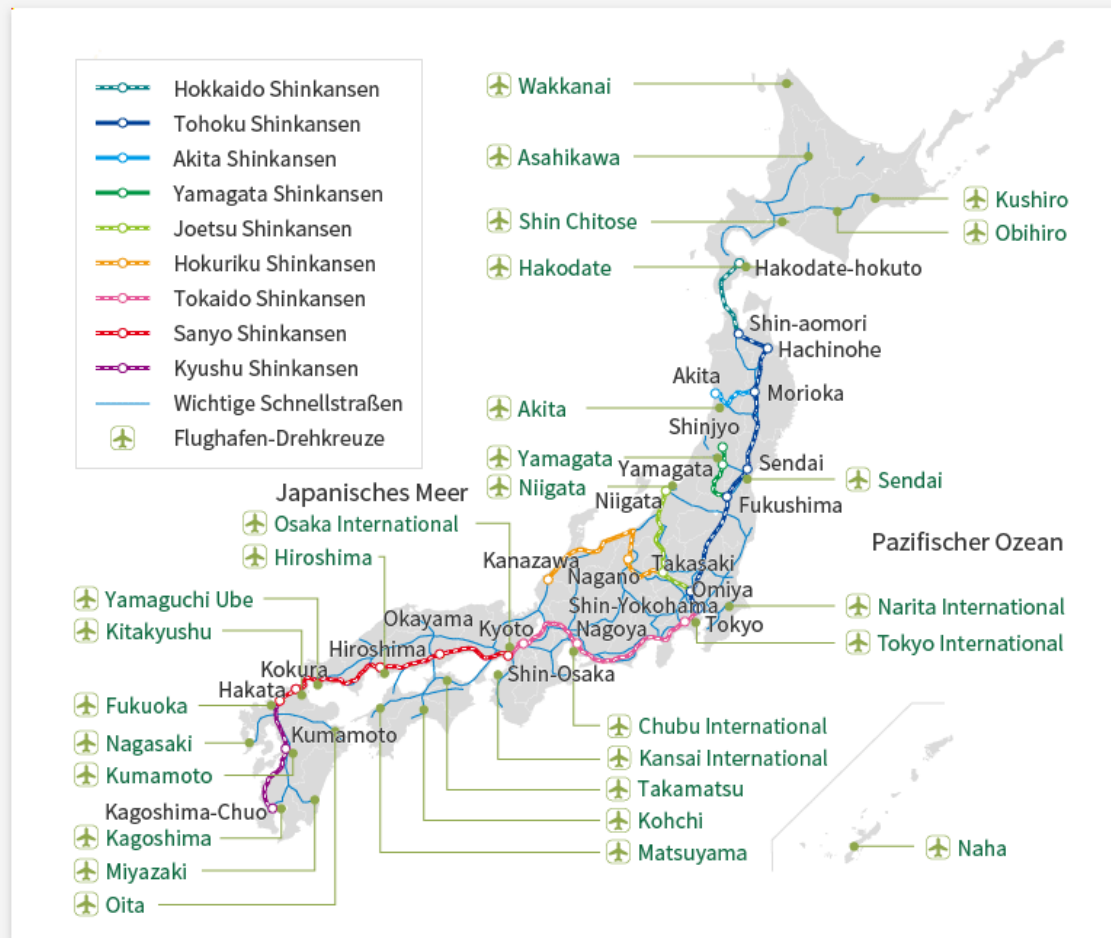 Hokkaido Shinkansen
Tohoku Shinkansen
Akita Shinkansen
Yamagata Shinkansen
Joetsu Shinkansen
Hokuriku Shinkansen
Tokaido Shinkansen
Sanyo Shinkansen
Kyushu Shinkansen
Wichtige Schnellstraßen
Flughafen-Drehkreuze
Wakkanai
Asahikawa
Kushiro
Shin Chitose
Obihiro
Hakodate
Hakodate-hokuto
Shin-aomori
Hachinohe
Akita
Morioka
Akita
Shinjyo
Yamagata
Yamagata
Sendai
Sendai
Niigata
Niigata
Fukushima
Japanisches Meer
Osaka International
Pazifischer Ozean
Hiroshima
Kanazawa
Nagano
Takasaki
Omiya
Yamaguchi Ube
Shin-Yokohama
Narita International
Okayama
Kyoto
Nagoya
Tokyo
Kitakyushu
Tokyo International
Hiroshima
Kokura
Shin-Osaka
Hakata
Fukuoka
Chubu International
Kumamoto
Nagasaki
Kansai International
Kumamoto
Takamatsu
Kagoshima-Chuo
Kohchi
Kagoshima
Matsuyama
Naha
Miyazaki
Oita